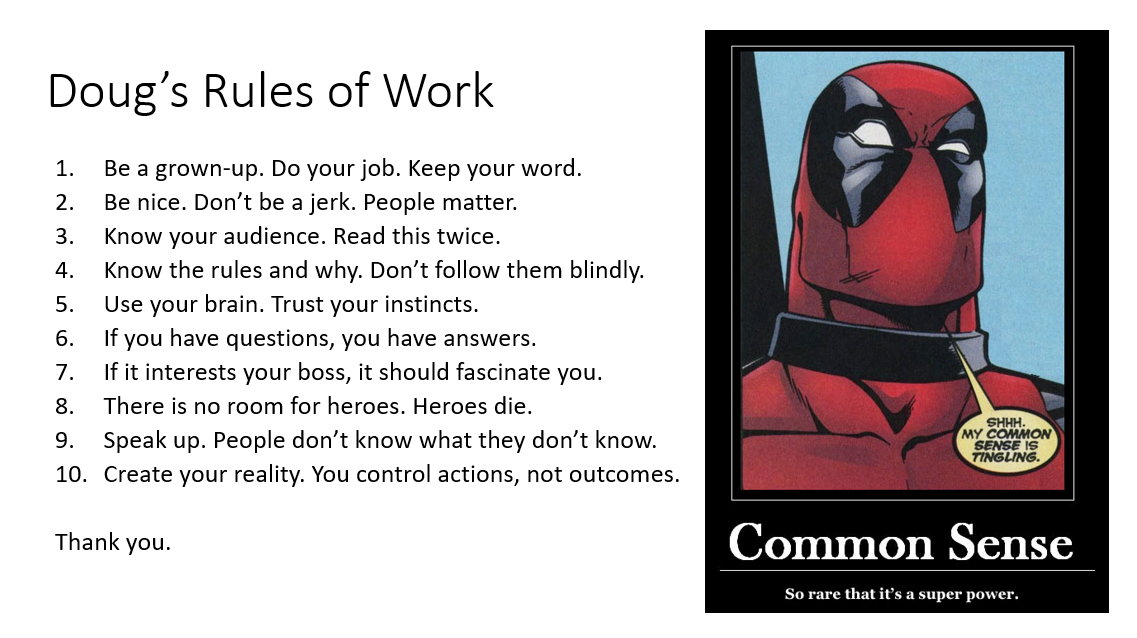 Doug’s Rules of Work
1. Be a grown-up. Do your job. Keep your word.
2. Be nice. Don’t be a jerk. People matter.
3. Know your audience. Read this twice.
4. Know the rules and why. Don’t follow them blindly.
5. Use your brain. Trust your instincts.
6. If you have questions, you have answers.
7. If it interests your boss, it should fascinate you.
8. There is no room for heroes. Heroes die.
9. Speak up. People don’t know what they don’t know.
10. Create your reality. You control actions, not outcomes.
Thank you.
SHHH.
MY COMMON
SENSE IS
TINGLING.
Common Sense
So rare that it’s a super power.